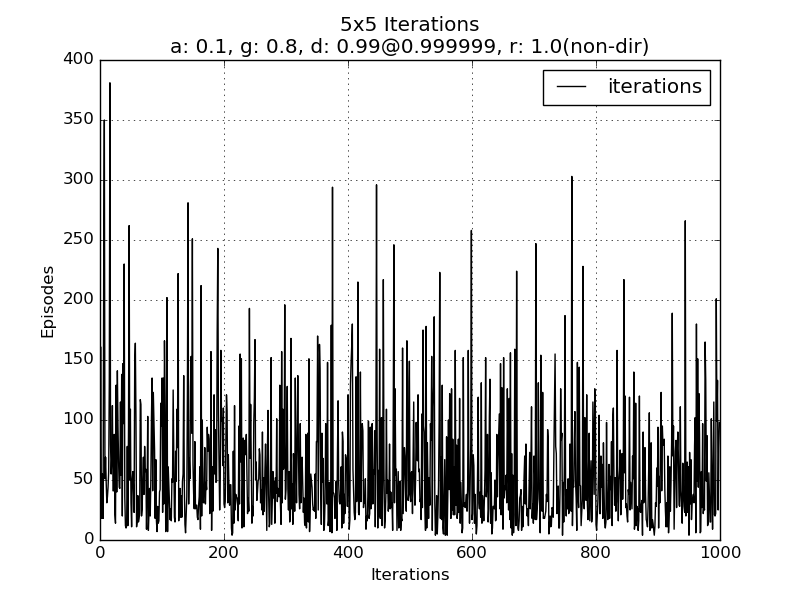 5x5 Iterations
a: 0.1, g: 0.8, d: 0.99@0.999999, r: 1.0(non-dir)
iterations
400
350
300
250
200
150
100
50
0
Episodes
0 200 400 600 800 1000
Iterations